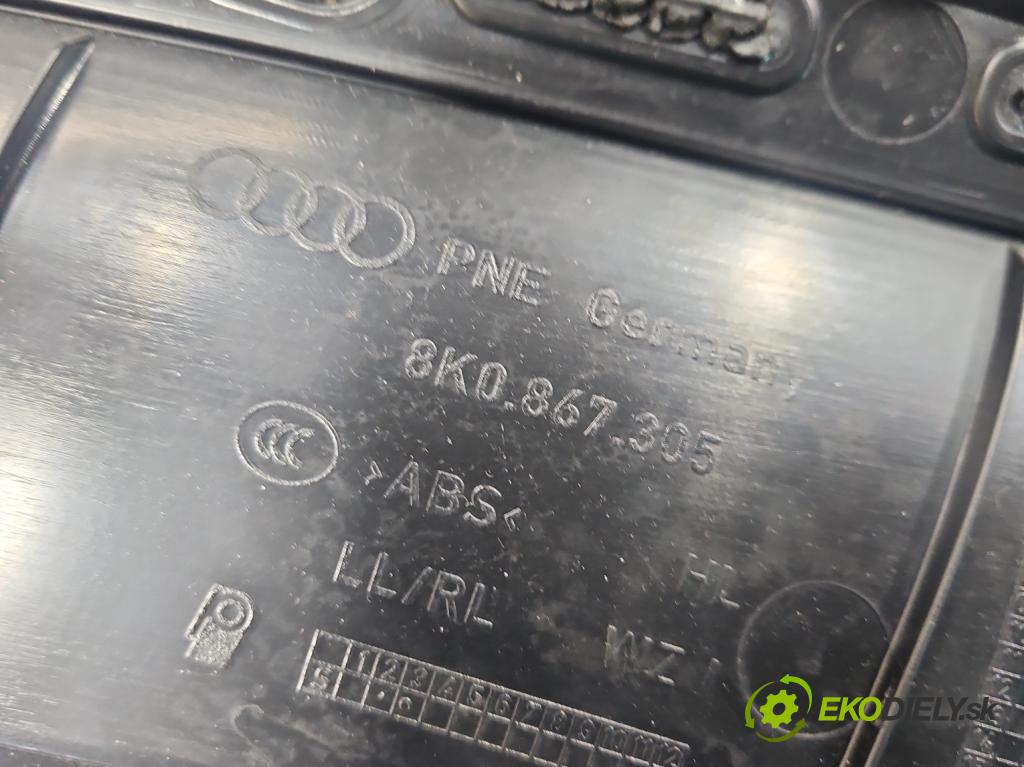 PNE Germany
8K0.867.305
CCC
>ABS<
LL/RL HL
WZ
1 2 3 4 5 6 7 8 9 10 11 12
EKODIELY.sk